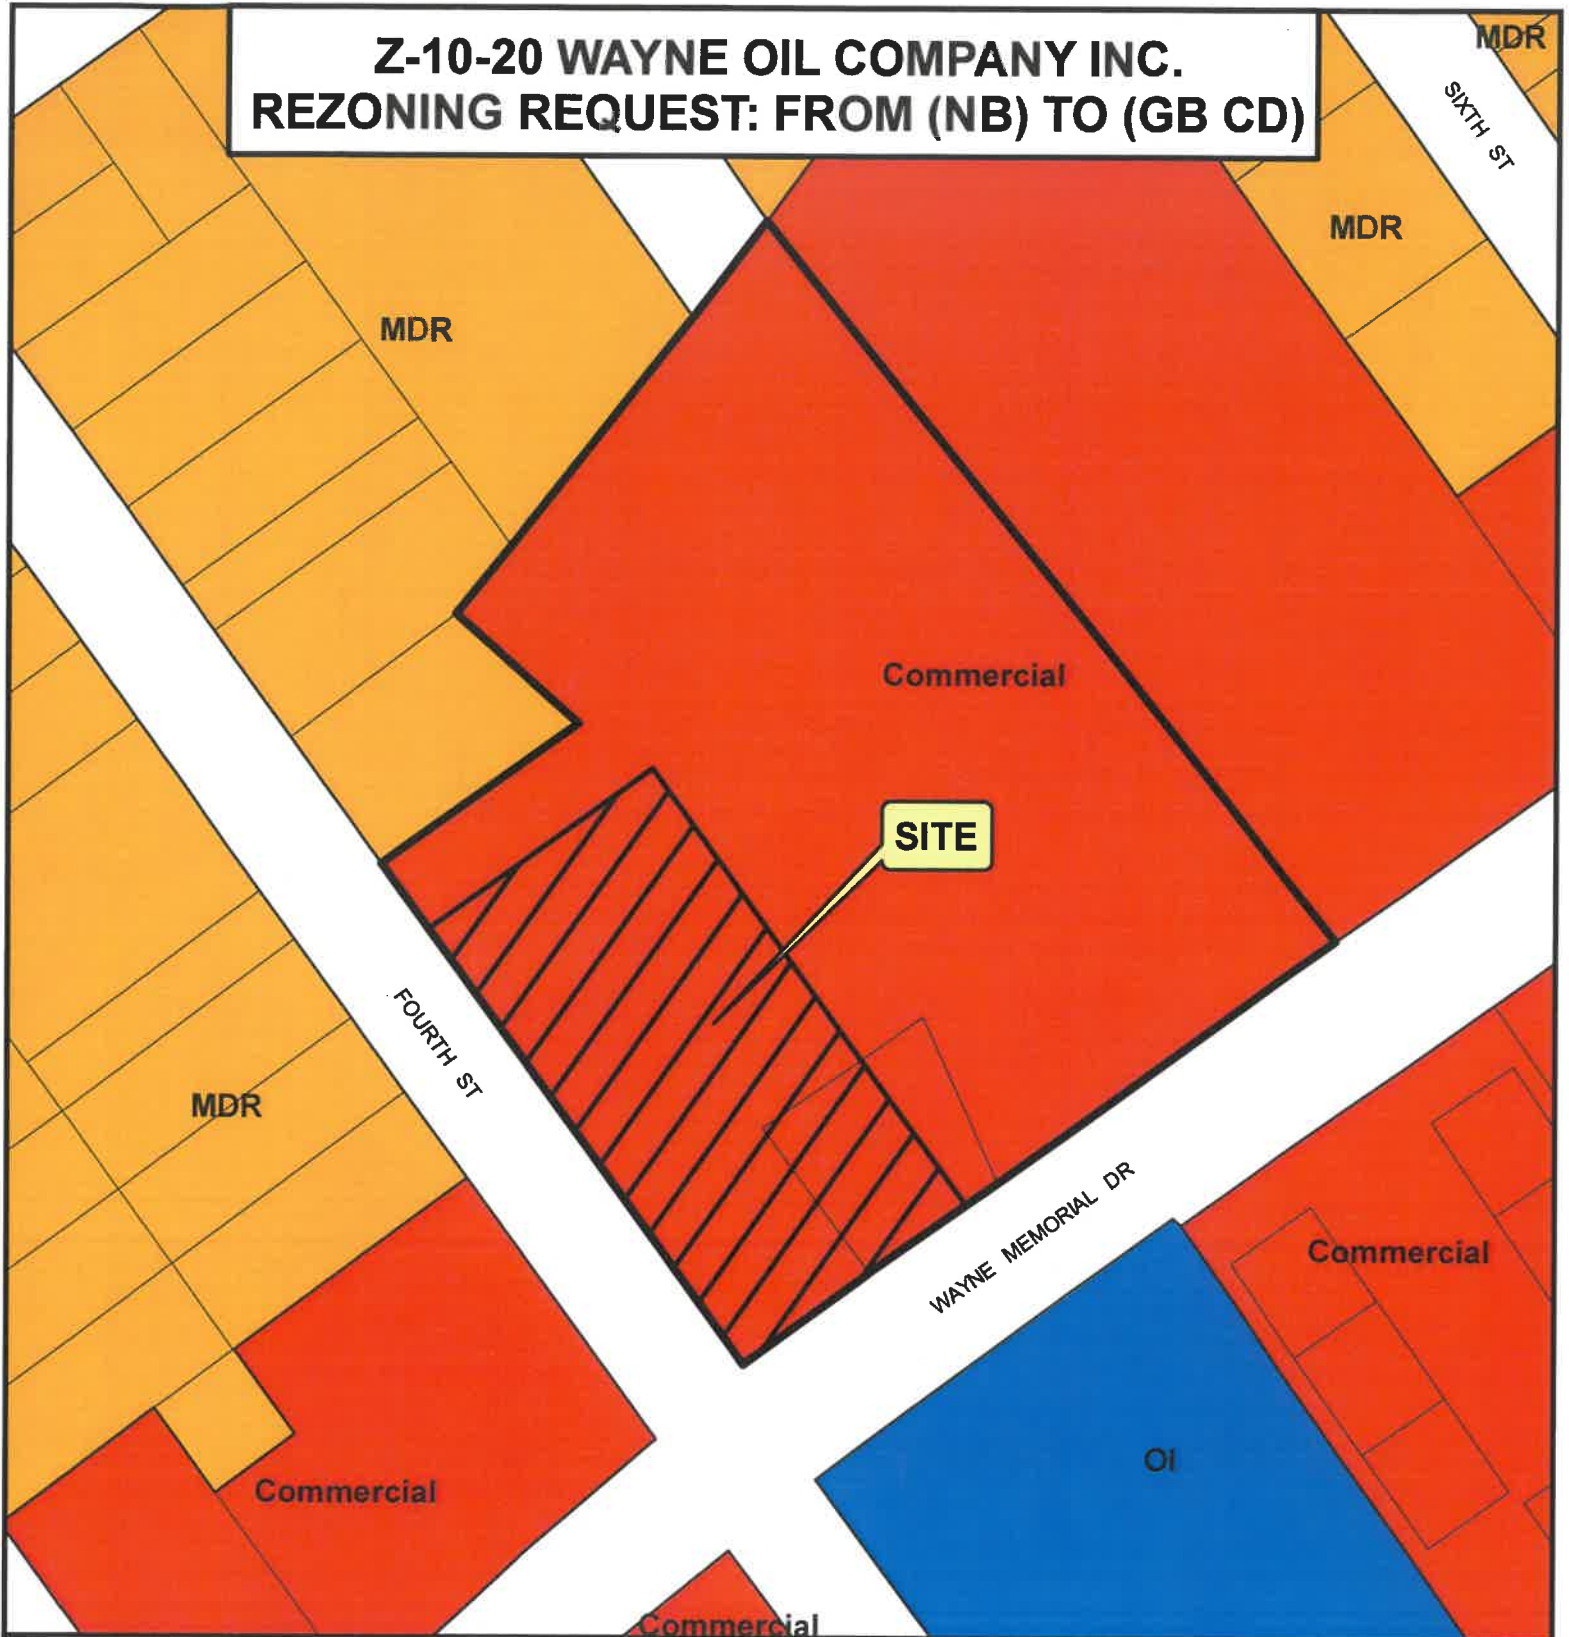 Z-10-20 WAYNE OIL COMPANY INC.
REZONING REQUEST: FROM (NB) TO (GB CD)
MDR
SIXTH ST
MDR
MDR
Commercial
SITE
FOURTH ST
MDR
WAYNE MEMORIAL DR
Commercial
OI
Commercial
Commercial